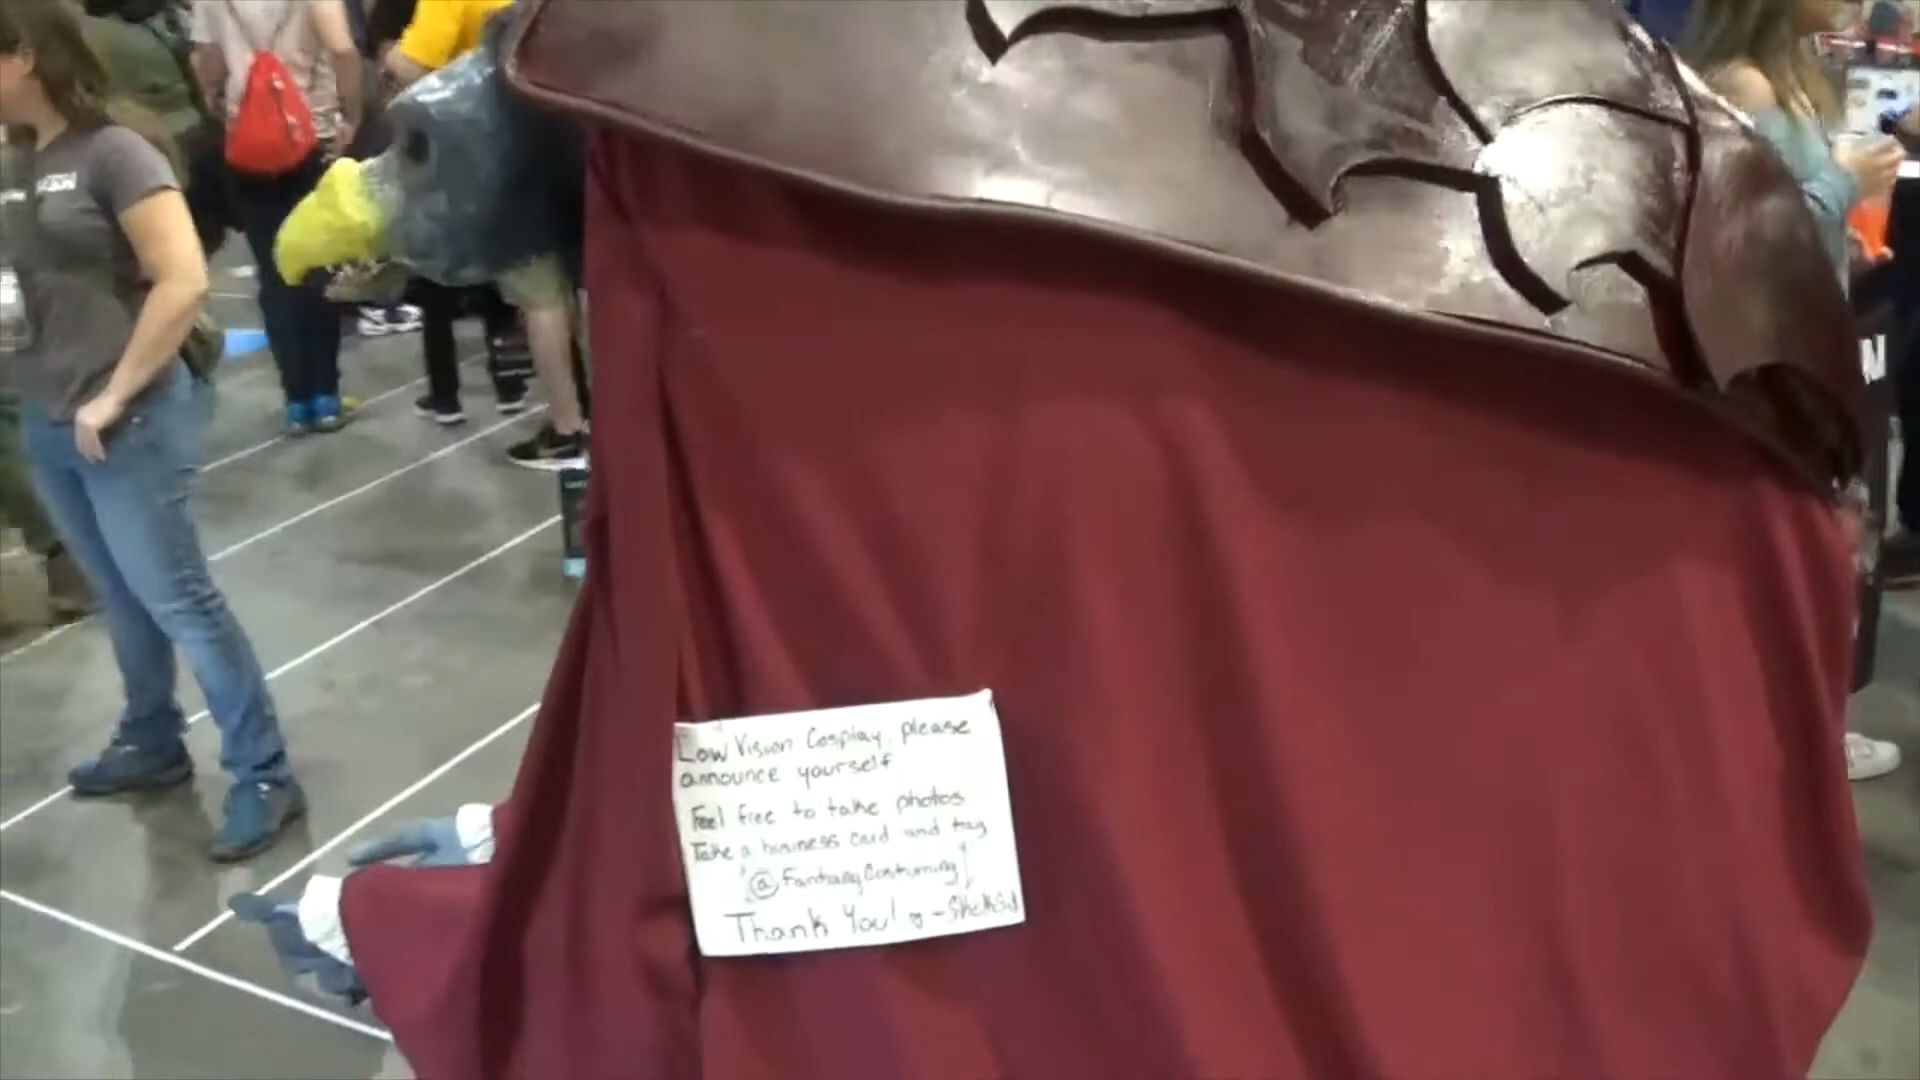 Low Vision Cosplay, please
announce yourself
Feel free to take photos
Take a business card and tag
@FantasyCostuming
Thank You!